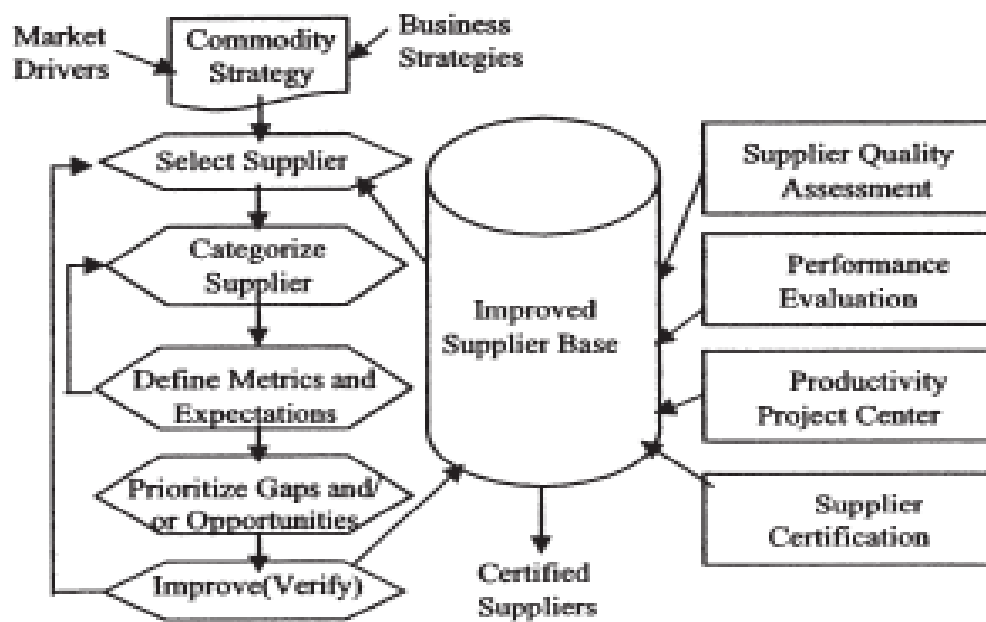 Market
Drivers
Commodity
Strategy
Business
Strategies
Select Supplier
Categorize
Supplier
Define Metrics and
Expectations
Prioritize Gaps and/
or Opportunities
Improve(Verify)
Improved
Supplier Base
Certified
Suppliers
Supplier Quality
Assessment
Performance
Evaluation
Productivity
Project Center
Supplier
Certification